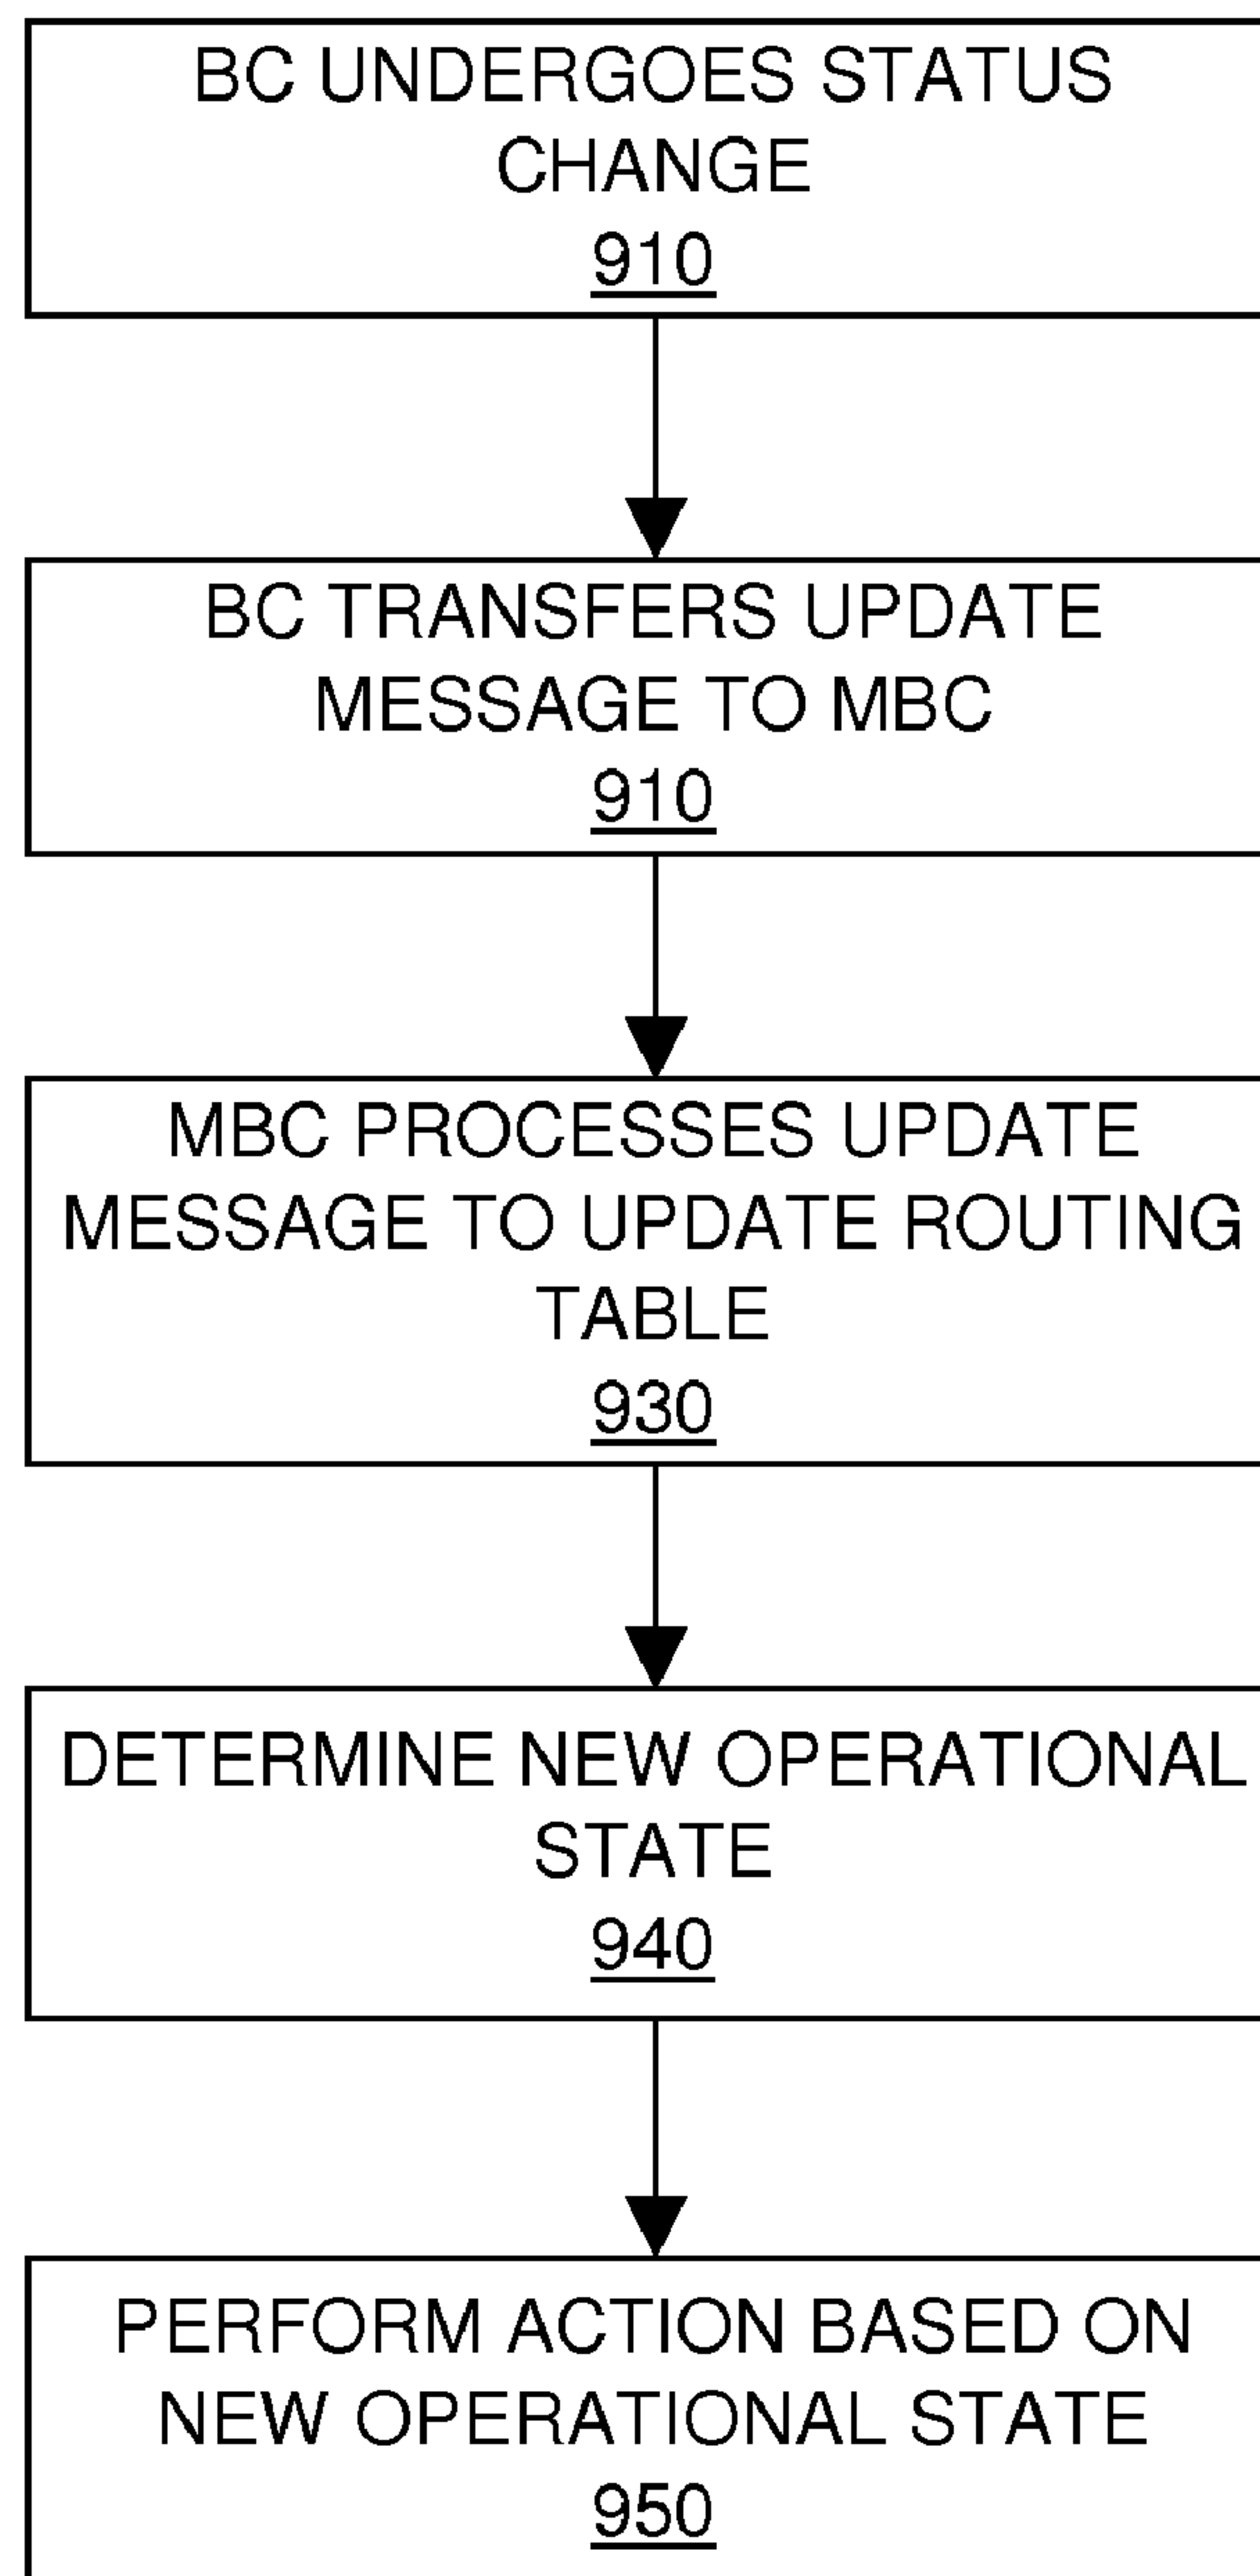 BC UNDERGOES STATUS
CHANGE
910
BC TRANSFERS UPDATE
MESSAGE TO MBC
910
MBC PROCESSES UPDATE
MESSAGE TO UPDATE ROUTING
TABLE
930
DETERMINE NEW OPERATIONAL
STATE
940
PERFORM ACTION BASED ON
NEW OPERATIONAL STATE
950